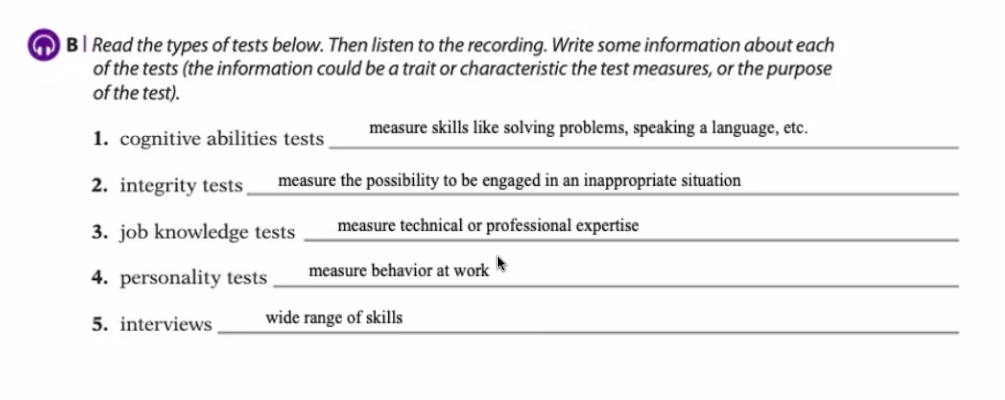 B | Read the types of tests below. Then listen to the recording. Write some information about each
of the tests (the information could be a trait or characteristic the test measures, or the purpose
of the test).
1. cognitive abilities tests measure skills like solving problems, speaking a language, etc.
2. integrity tests measure the possibility to be engaged in an inappropriate situation
3. job knowledge tests measure technical or professional expertise
4. personality tests measure behavior at work
5. interviews wide range of skills